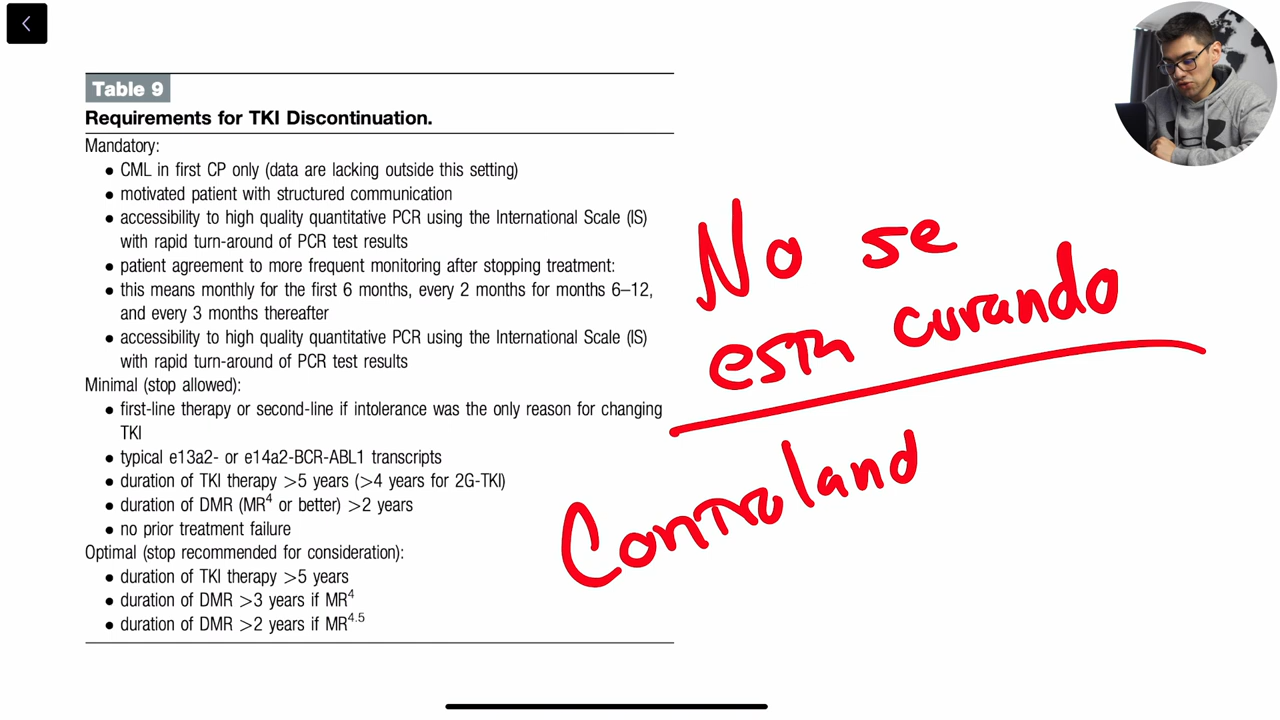 Table 9
Requirements for TKI Discontinuation.
Mandatory:
• CML in first CP only (data are lacking outside this setting)
• motivated patient with structured communication
• accessibility to high quality quantitative PCR using the International Scale (IS)
with rapid turn-around of PCR test results
• patient agreement to more frequent monitoring after stopping treatment:
• this means monthly for the first 6 months, every 2 months for months 6–12,
and every 3 months thereafter
• accessibility to high quality quantitative PCR using the International Scale (IS)
with rapid turn-around of PCR test results
Minimal (stop allowed):
• first-line therapy or second-line if intolerance was the only reason for changing
TKI
• typical e13a2- or e14a2-BCR-ABL1 transcripts
• duration of TKI therapy >5 years (>4 years for 2G-TKI)
• duration of DMR (MR⁴ or better) >2 years
• no prior treatment failure
Optimal (stop recommended for consideration):
• duration of TKI therapy >5 years
• duration of DMR >3 years if MR⁴
• duration of DMR >2 years if MR⁴·⁵
No se
esta curando
Controland